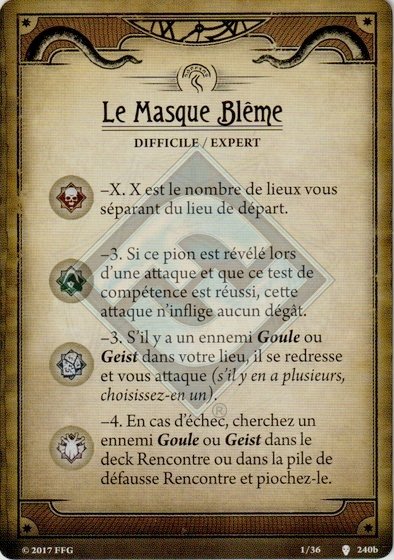 Le Masque Blême
DIFFICILE / EXPERT
–X. X est le nombre de lieux vous
séparant du lieu de départ.
–3. Si ce pion est révélé lors
d'une attaque et que ce test de
compétence est réussi, cette
attaque n'inflige aucun dégât.
–3. S'il y a un ennemi Goule ou
Geist dans votre lieu, il se redresse
et vous attaque (s'il y en a plusieurs,
choisissez-en un).
–4. En cas d'échec, cherchez un
ennemi Goule ou Geist dans le
deck Rencontre ou dans la pile de
défausse Rencontre et piochez-le.
®
© 2017 FFG 1/36 240b